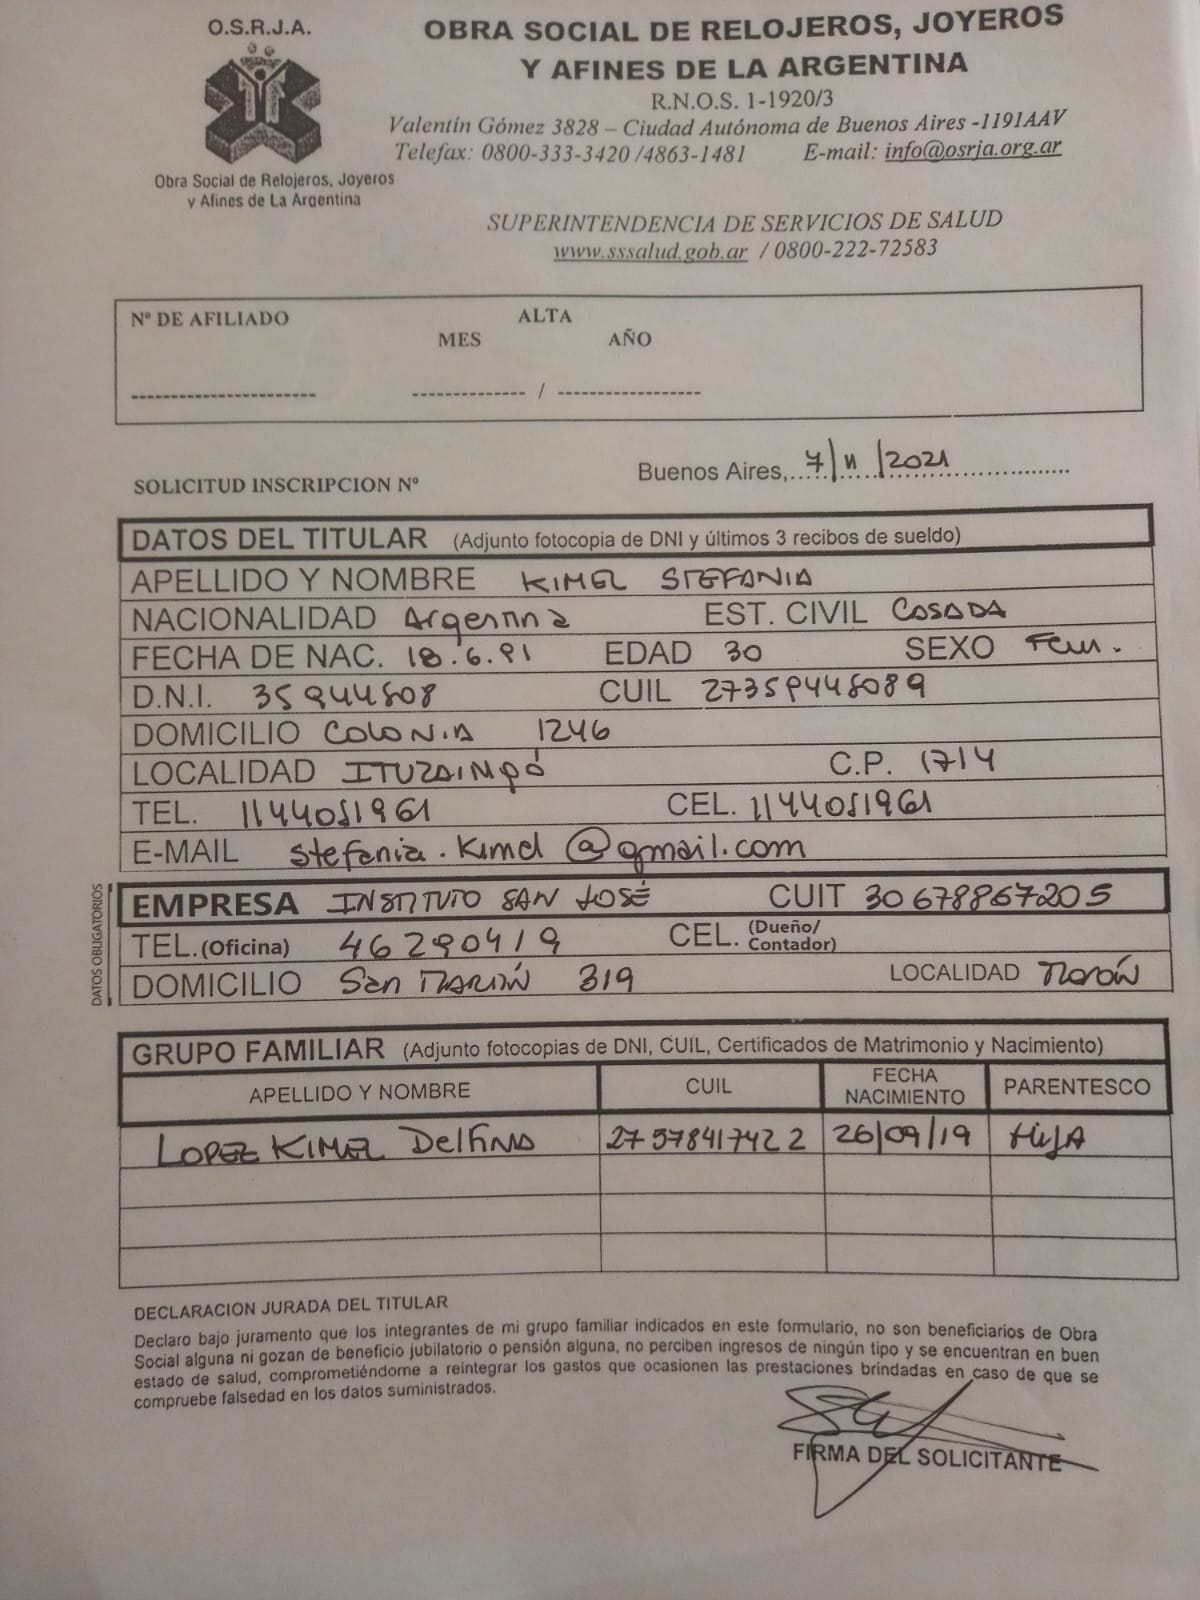 O.S.R.J.A.
Obra Social de Relojeros, Joyeros
y Afines de La Argentina
OBRA SOCIAL DE RELOJEROS, JOYEROS
Y AFINES DE LA ARGENTINA
R.N.O.S. 1-1920/3
Valentín Gómez 3828 – Ciudad Autónoma de Buenos Aires -1191AAV
Telefax: 0800-333-3420 /4863-1481 E-mail: info@osrja.org.ar
SUPERINTENDENCIA DE SERVICIOS DE SALUD
www.sssalud.gob.ar / 0800-222-72583
Nº DE AFILIADO ALTA
MES AÑO
----------------------- -------------- / ------------------
Buenos Aires, 7/11/2021
SOLICITUD INSCRIPCION Nº
DATOS DEL TITULAR (Adjunto fotocopia de DNI y últimos 3 recibos de sueldo)
APELLIDO Y NOMBRE KIMEL STEFANIA
NACIONALIDAD Argentina EST. CIVIL CASADA
FECHA DE NAC. 18.6.91 EDAD 30 SEXO Fem.
D.N.I. 35944808 CUIL 27359448089
DOMICILIO COLONIA 1246
LOCALIDAD ITUZAINGÓ C.P. 1714
TEL. 1144051961 CEL. 1144051961
E-MAIL stefania.kimel@gmail.com
DATOS OBLIGATORIOS
EMPRESA INSTITUTO SAN JOSÉ CUIT 30678867205
TEL.(Oficina) 46290419 CEL. (Dueño/
Contador)
DOMICILIO San MARTÍN 319 LOCALIDAD Morón
GRUPO FAMILIAR (Adjunto fotocopias de DNI, CUIL, Certificados de Matrimonio y Nacimiento)
APELLIDO Y NOMBRE CUIL FECHA
NACIMIENTO PARENTESCO
LOPEZ KIMEL Delfina 27578417422 26/09/19 HIJA
DECLARACION JURADA DEL TITULAR
Declaro bajo juramento que los integrantes de mi grupo familiar indicados en este formulario, no son beneficiarios de Obra
Social alguna ni gozan de beneficio jubilatorio o pensión alguna, no perciben ingresos de ningún tipo y se encuentran en buen
estado de salud, comprometiéndome a reintegrar los gastos que ocasionen las prestaciones brindadas en caso de que se
compruebe falsedad en los datos suministrados.
FIRMA DEL SOLICITANTE